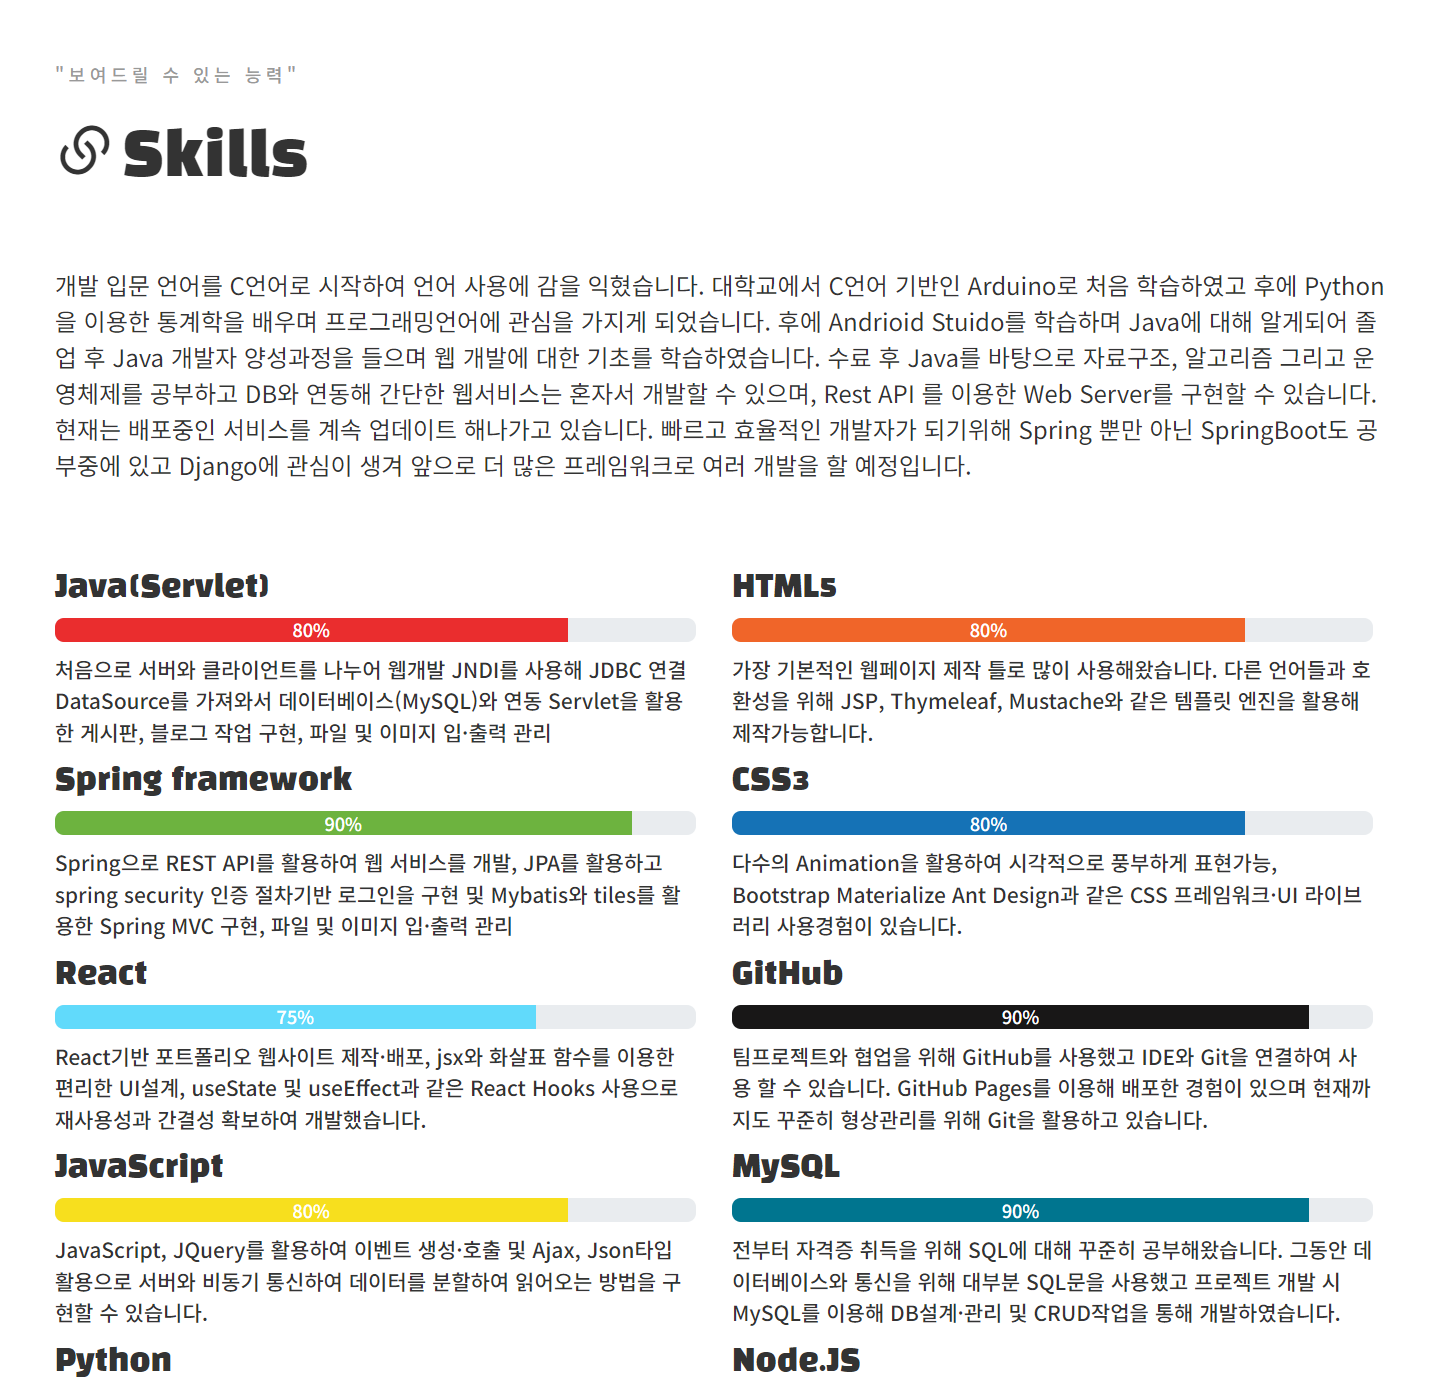 "보여드릴 수 있는 능력"
Skills
개발 입문 언어를 C언어로 시작하여 언어 사용에 감을 익혔습니다. 대학교에서 C언어 기반인 Arduino로 처음 학습하였고 후에 Python
을 이용한 통계학을 배우며 프로그래밍언어에 관심을 가지게 되었습니다. 후에 Andrioid Stuido를 학습하며 Java에 대해 알게되어 졸
업 후 Java 개발자 양성과정을 들으며 웹 개발에 대한 기초를 학습하였습니다. 수료 후 Java를 바탕으로 자료구조, 알고리즘 그리고 운
영체제를 공부하고 DB와 연동해 간단한 웹서비스는 혼자서 개발할 수 있으며, Rest API 를 이용한 Web Server를 구현할 수 있습니다.
현재는 배포중인 서비스를 계속 업데이트 해나가고 있습니다. 빠르고 효율적인 개발자가 되기위해 Spring 뿐만 아닌 SpringBoot도 공
부중에 있고 Django에 관심이 생겨 앞으로 더 많은 프레임워크로 여러 개발을 할 예정입니다.
Java(Servlet)
80%
처음으로 서버와 클라이언트를 나누어 웹개발 JNDI를 사용해 JDBC 연결
DataSource를 가져와서 데이터베이스(MySQL)와 연동 Servlet을 활용
한 게시판, 블로그 작업 구현, 파일 및 이미지 입·출력 관리
Spring framework
90%
Spring으로 REST API를 활용하여 웹 서비스를 개발, JPA를 활용하고
spring security 인증 절차기반 로그인을 구현 및 Mybatis와 tiles를 활
용한 Spring MVC 구현, 파일 및 이미지 입·출력 관리
React
75%
React기반 포트폴리오 웹사이트 제작·배포, jsx와 화살표 함수를 이용한
편리한 UI설계, useState 및 useEffect과 같은 React Hooks 사용으로
재사용성과 간결성 확보하여 개발했습니다.
JavaScript
80%
JavaScript, JQuery를 활용하여 이벤트 생성·호출 및 Ajax, Json타입
활용으로 서버와 비동기 통신하여 데이터를 분할하여 읽어오는 방법을 구
현할 수 있습니다.
Python
HTML5
80%
가장 기본적인 웹페이지 제작 틀로 많이 사용해왔습니다. 다른 언어들과 호
환성을 위해 JSP, Thymeleaf, Mustache와 같은 템플릿 엔진을 활용해
제작가능합니다.
CSS3
80%
다수의 Animation을 활용하여 시각적으로 풍부하게 표현가능,
Bootstrap Materialize Ant Design과 같은 CSS 프레임워크·UI 라이브
러리 사용경험이 있습니다.
GitHub
90%
팀프로젝트와 협업을 위해 GitHub를 사용했고 IDE와 Git을 연결하여 사
용 할 수 있습니다. GitHub Pages를 이용해 배포한 경험이 있으며 현재까
지도 꾸준히 형상관리를 위해 Git을 활용하고 있습니다.
MySQL
90%
전부터 자격증 취득을 위해 SQL에 대해 꾸준히 공부해왔습니다. 그동안 데
이터베이스와 통신을 위해 대부분 SQL문을 사용했고 프로젝트 개발 시
MySQL를 이용해 DB설계·관리 및 CRUD작업을 통해 개발하였습니다.
Node.JS